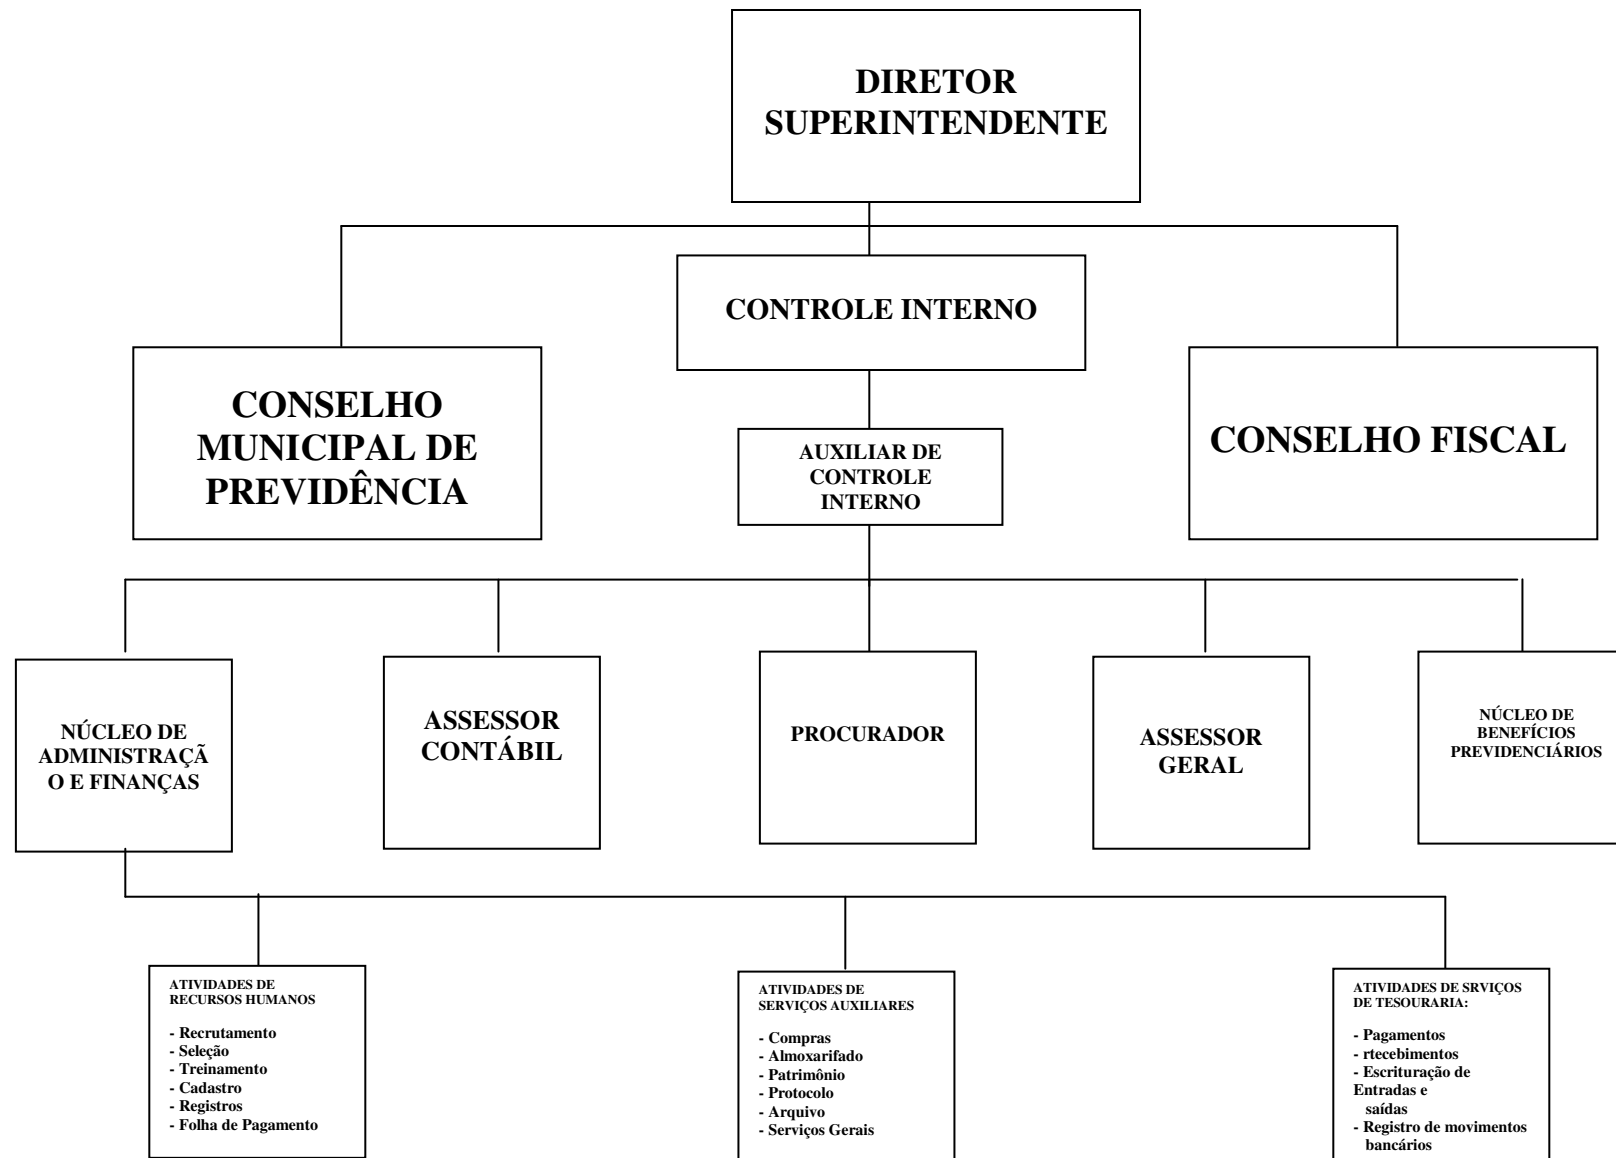 DIRETOR
SUPERINTENDENTE
CONTROLE INTERNO
CONSELHO
MUNICIPAL DE
PREVIDÊNCIA
AUXILIAR DE
CONTROLE
INTERNO
CONSELHO FISCAL
NÚCLEO DE
ADMINISTRAÇÃ
O E FINANÇAS
ASSESSOR
CONTÁBIL
PROCURADOR
ASSESSOR
GERAL
NÚCLEO DE
BENEFÍCIOS
PREVIDENCIÁRIOS
ATIVIDADES DE
RECURSOS HUMANOS
- Recrutamento
- Seleção
- Treinamento
- Cadastro
- Registros
- Folha de Pagamento
ATIVIDADES DE
SERVIÇOS AUXILIARES
- Compras
- Almoxarifado
- Patrimônio
- Protocolo
- Arquivo
- Serviços Gerais
ATIVIDADES DE SRVIÇOS
DE TESOURARIA:
- Pagamentos
- rtecebimentos
- Escrituração de
Entradas e
saídas
- Registro de movimentos
bancários